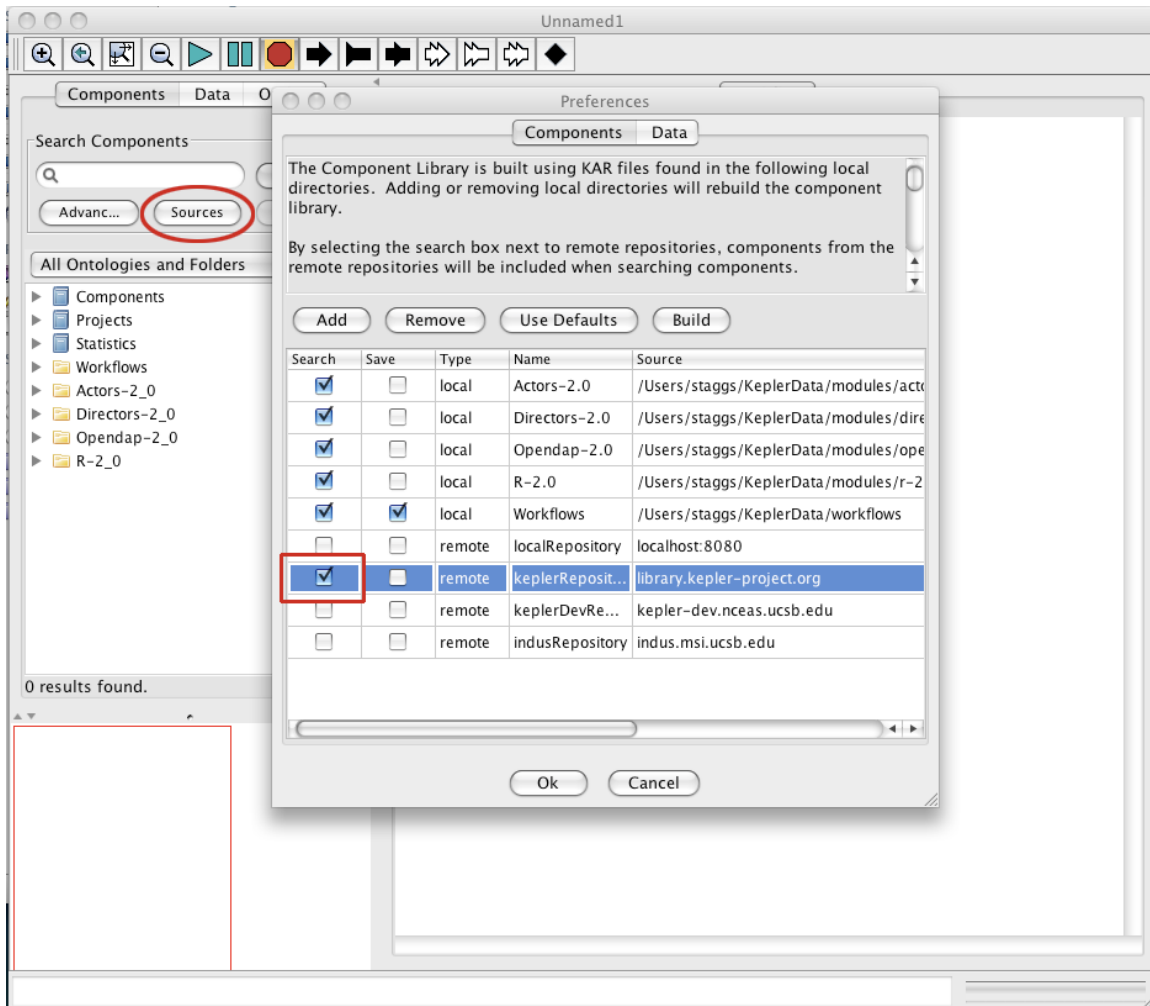 Unnamed1
Components Data O
Search Components
Advanc... Sources
All Ontologies and Folders
Components
Projects
Statistics
Workflows
Actors-2_0
Directors-2_0
Opendap-2_0
R-2_0
0 results found.
Preferences
Components Data
The Component Library is built using KAR files found in the following local
directories. Adding or removing local directories will rebuild the component
library.
By selecting the search box next to remote repositories, components from the
remote repositories will be included when searching components.
Add Remove Use Defaults Build
Search Save Type Name Source
local Actors-2.0 /Users/staggs/KeplerData/modules/acto
local Directors-2.0 /Users/staggs/KeplerData/modules/dire
local Opendap-2.0 /Users/staggs/KeplerData/modules/ope
local R-2.0 /Users/staggs/KeplerData/modules/r-2
local Workflows /Users/staggs/KeplerData/workflows
remote localRepository localhost:8080
remote keplerReposit... library.kepler-project.org
remote keplerDevRe... kepler-dev.nceas.ucsb.edu
remote indusRepository indus.msi.ucsb.edu
Ok Cancel